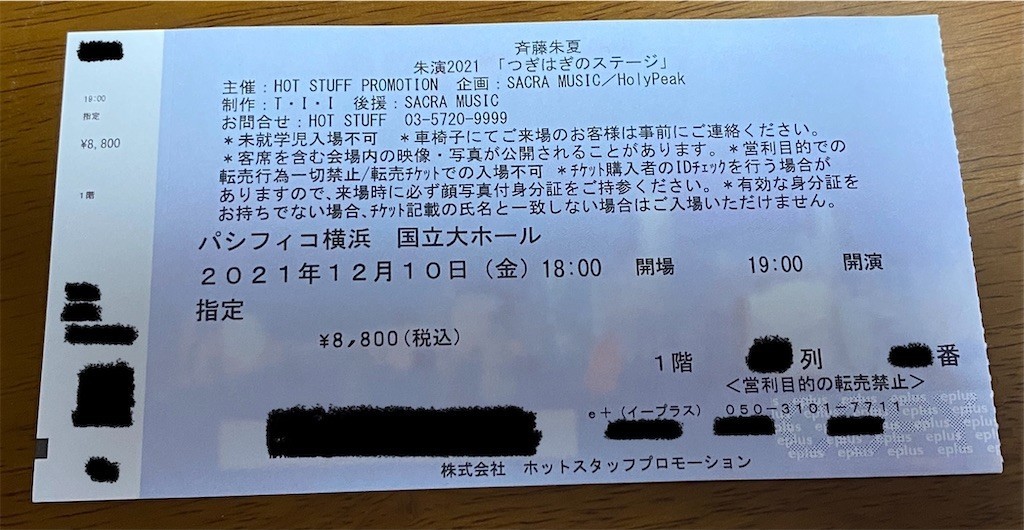 19:00
指定
¥8,800
1階
斉藤朱夏
朱演2021 「つぎはぎのステージ」
主催:HOT STUFF PROMOTION 企画:SACRA MUSIC/HolyPeak
制作:T・I・I 後援:SACRA MUSIC
お問合せ:HOT STUFF 03-5720-9999
*未就学児入場不可 *車椅子にてご来場のお客様は事前にご連絡ください。
*客席を含む会場内の映像・写真が公開されることがあります。*営利目的での
転売行為一切禁止/転売チケットでの入場不可 *チケット購入者のIDチェックを行う場合が
ありますので、来場時に必ず顔写真付身分証をご持参ください。*有効な身分証を
お持ちでない場合、チケット記載の氏名と一致しない場合はご入場いただけません。
パシフィコ横浜 国立大ホール
2021年12月10日(金) 18:00 開場 19:00 開演
指定
¥8,800(税込)
1階 列 番
<営利目的の転売禁止>
e+(イープラス) 050-3101-7711
株式会社 ホットスタッフプロモーション
eplus eplus eplus eplus
eplus eplus eplus
eplus eplus eplus
eplus eplus eplus
eplus eplus eplus eplus